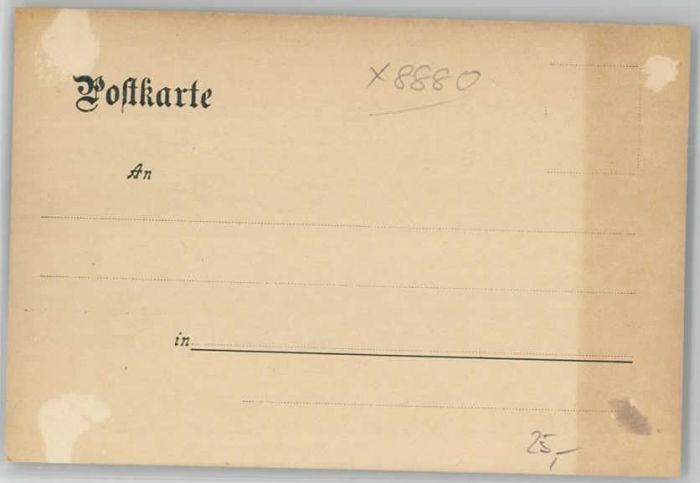 Postkarte
x8880
An
in
25,-